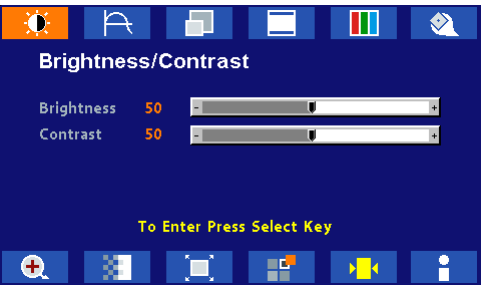 Brightness/Contrast
Brightness 50 - +
Contrast 50 - +
To Enter Press Select Key